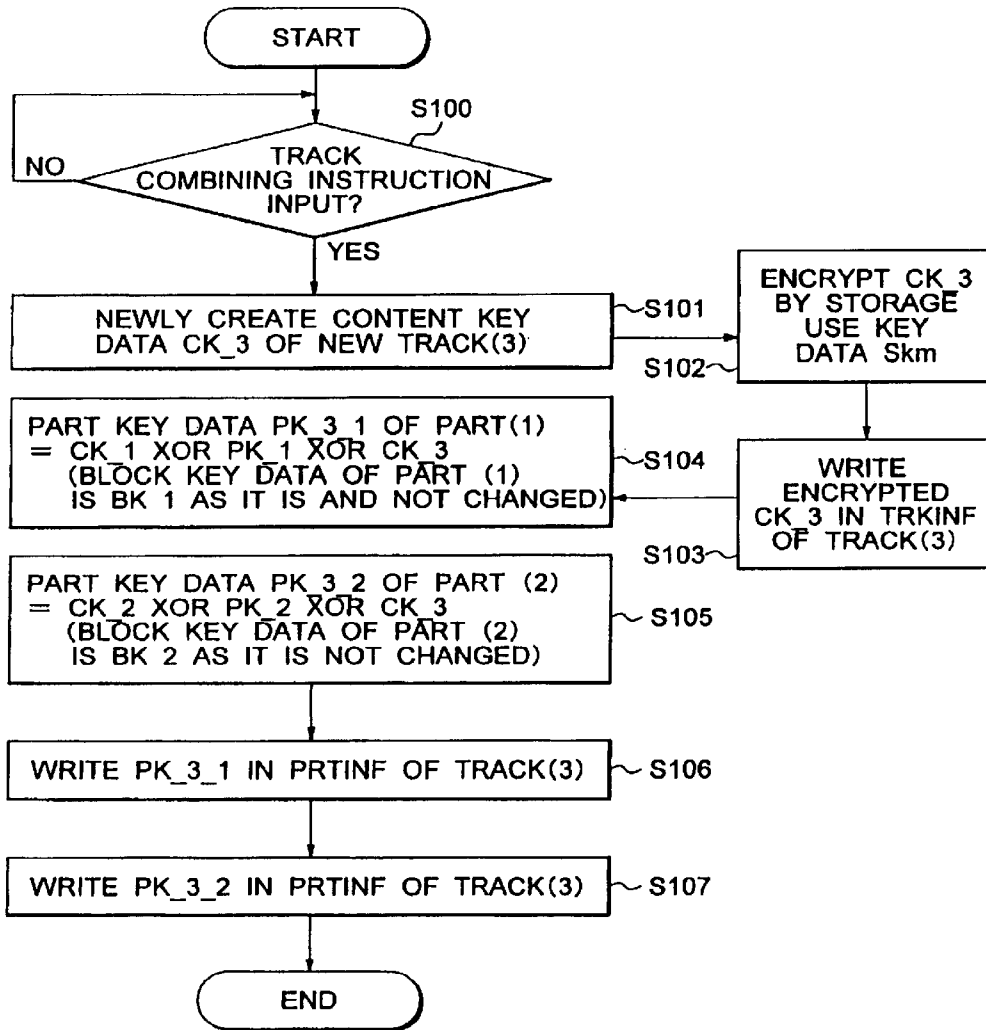 START
S100
TRACK
COMBINING INSTRUCTION
INPUT?
NO
YES
S101
NEWLY CREATE CONTENT KEY
DATA CK_3 OF NEW TRACK(3)
ENCRYPT CK_3
BY STORAGE
USE KEY
DATA Skm
S102
WRITE
ENCRYPTED
CK_3 IN TRKINF
OF TRACK(3)
S103
PART KEY DATA PK_3_1 OF PART(1)
= CK_1 XOR PK_1 XOR CK_3
(BLOCK KEY DATA OF PART (1)
IS BK 1 AS IT IS AND NOT CHANGED)
S104
PART KEY DATA PK_3_2 OF PART (2)
= CK_2 XOR PK_2 XOR CK_3
(BLOCK KEY DATA OF PART (2)
IS BK 2 AS IT IS NOT CHANGED)
S105
WRITE PK_3_1 IN PRTINF OF TRACK(3)
S106
WRITE PK_3_2 IN PRTINF OF TRACK(3)
S107
END